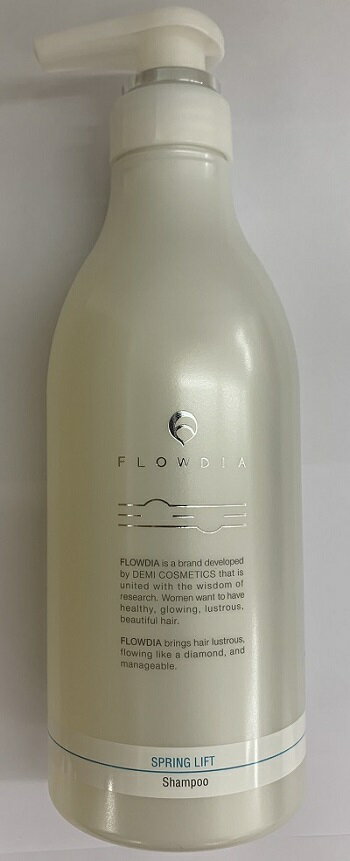 FLOWDIA
FLOWDIA is a brand developed
by DEMI COSMETICS that is
united with the wisdom of
research. Women want to have
healthy, glowing, lustrous,
beautiful hair.
FLOWDIA brings hair lustrous,
flowing like a diamond, and
manageable.
SPRING LIFT
Shampoo